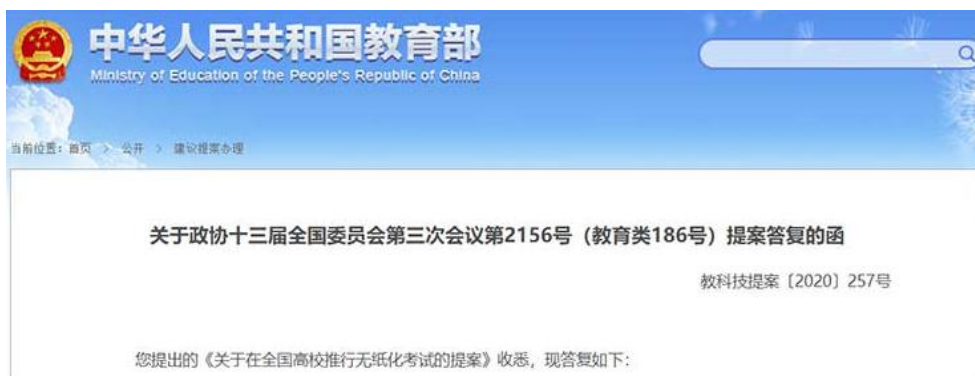 中华人民共和国教育部
Ministry of Education of the People's Republic of China
当前位置：首页 > 公开 > 建议提案办理
关于政协十三届全国委员会第三次会议第2156号（教育类186号）提案答复的函
教科技提案〔2020〕257号
您提出的《关于在全国高校推行无纸化考试的提案》收悉，现答复如下：